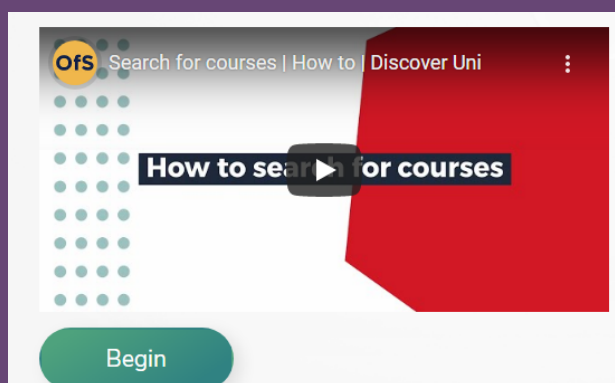 OfS Search for courses | How to | Discover Uni
How to search for courses
Begin